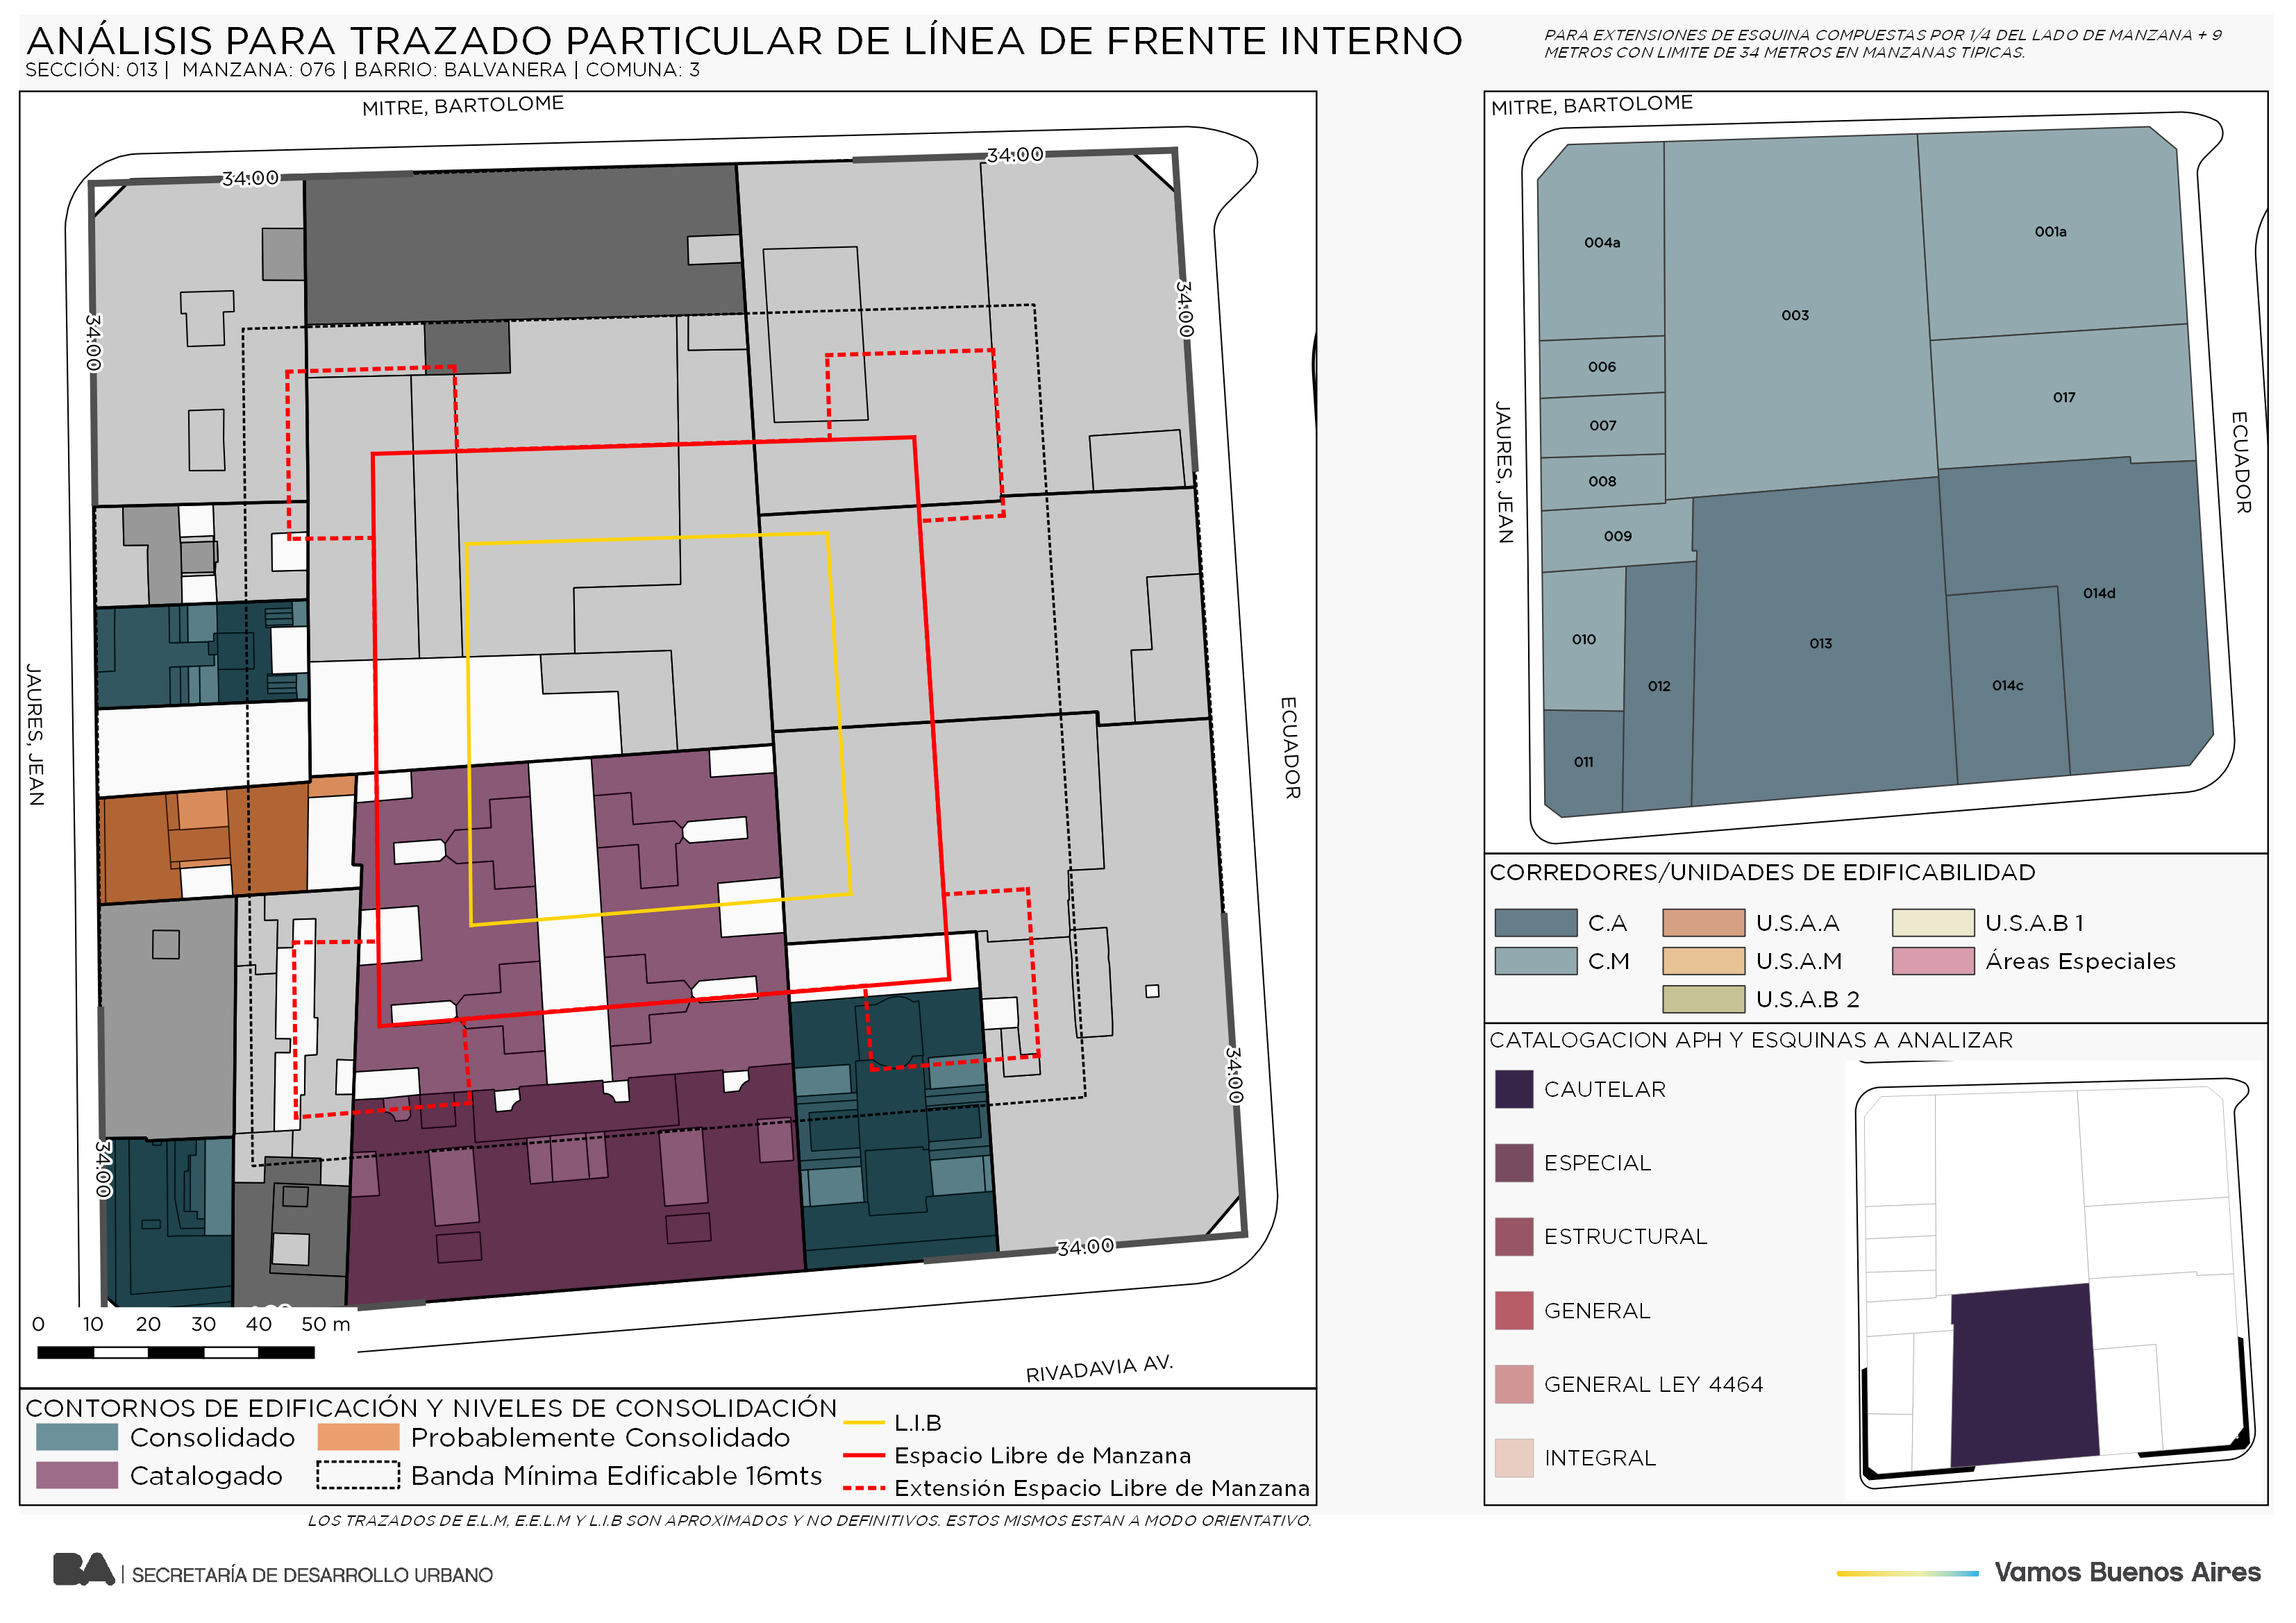 ANÁLISIS PARA TRAZADO PARTICULAR DE LÍNEA DE FRENTE INTERNO
SECCIÓN: 013 | MANZANA: 076 | BARRIO: BALVANERA | COMUNA: 3
PARA EXTENSIONES DE ESQUINA COMPUESTAS POR 1/4 DEL LADO DE MANZANA + 9
METROS CON LIMITE DE 34 METROS EN MANZANAS TIPICAS.
MITRE, BARTOLOME
34.00
34.00
34.00
34.00
JAURES, JEAN
ECUADOR
34.00
34.00
34.00
0 10 20 30 40 50 m
RIVADAVIA AV.
CONTORNOS DE EDIFICACIÓN Y NIVELES DE CONSOLIDACIÓN
Consolidado
Probablemente Consolidado
Catalogado
Banda Mínima Edificable 16mts
L.I.B
Espacio Libre de Manzana
Extensión Espacio Libre de Manzana
MITRE, BARTOLOME
JAURES, JEAN
ECUADOR
004a
001a
003
006
017
007
008
009
014d
010
013
012
014c
011
CORREDORES/UNIDADES DE EDIFICABILIDAD
C.A
U.S.A.A
U.S.A.B 1
C.M
U.S.A.M
Áreas Especiales
U.S.A.B 2
CATALOGACION APH Y ESQUINAS A ANALIZAR
CAUTELAR
ESPECIAL
ESTRUCTURAL
GENERAL
GENERAL LEY 4464
INTEGRAL
LOS TRAZADOS DE E.L.M, E.E.L.M Y L.I.B SON APROXIMADOS Y NO DEFINITIVOS. ESTOS MISMOS ESTAN A MODO ORIENTATIVO.
BA | SECRETARÍA DE DESARROLLO URBANO
Vamos Buenos Aires